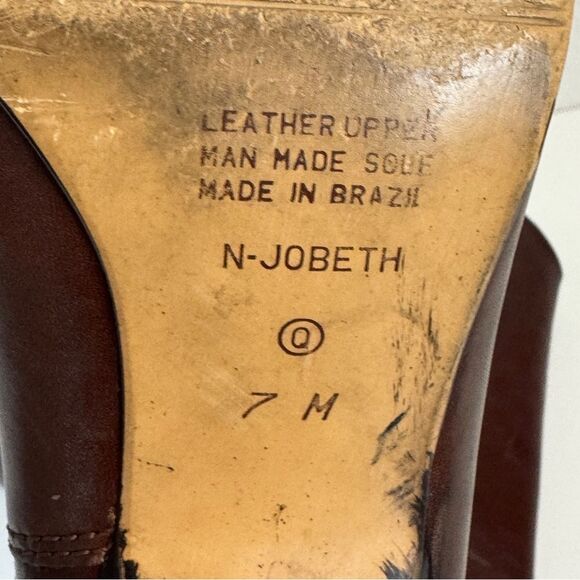 LEATHER UPPER
MAN MADE SOLE
MADE IN BRAZIL
N-JOBETH
Q
7 M